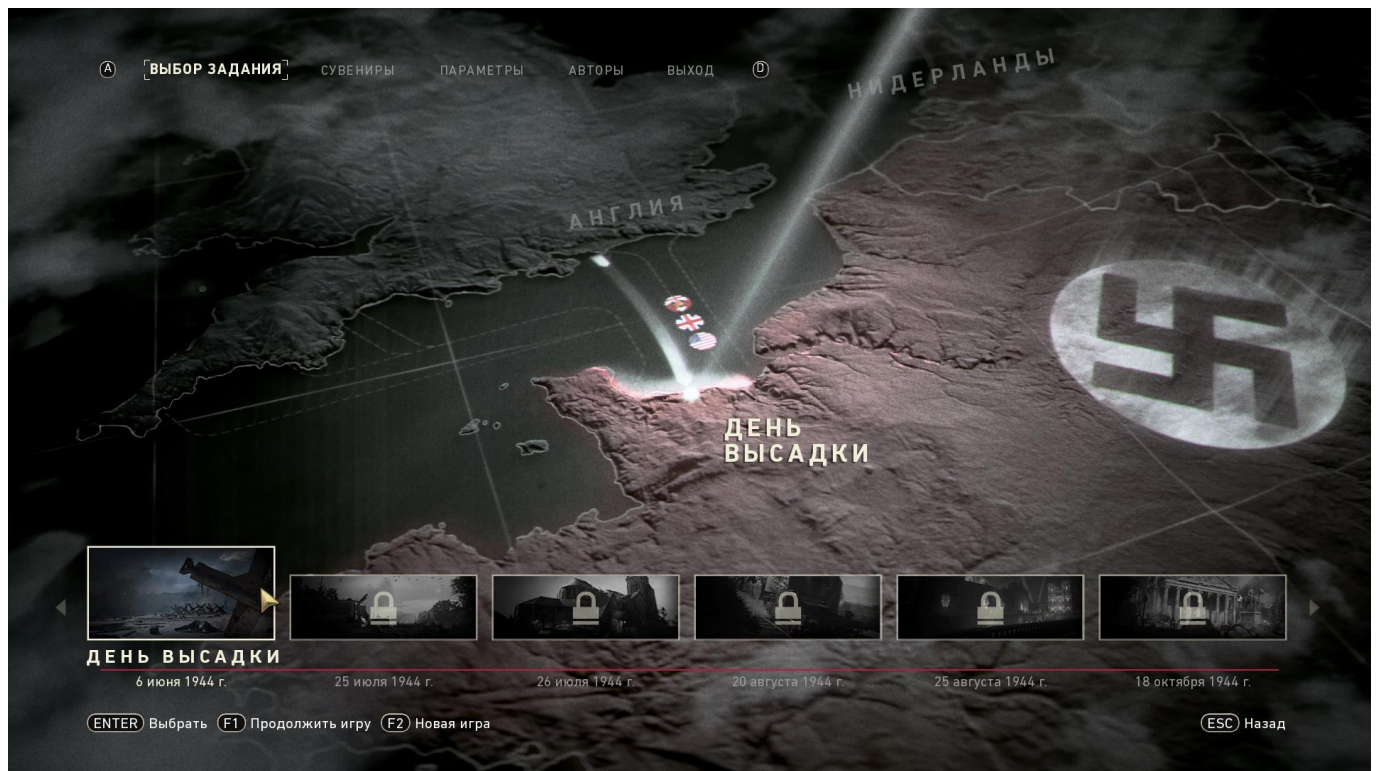 A ВЫБОР ЗАДАНИЯ СУВЕНИРЫ ПАРАМЕТРЫ АВТОРЫ ВЫХОД D
НИДЕРЛАНДЫ
АНГЛИЯ
ДЕНЬ
ВЫСАДКИ
ДЕНЬ ВЫСАДКИ
6 июня 1944 г. 25 июля 1944 г. 26 июля 1944 г. 20 августа 1944 г. 25 августа 1944 г. 18 октября 1944 г.
ENTER Выбрать F1 Продолжить игру F2 Новая игра ESC Назад